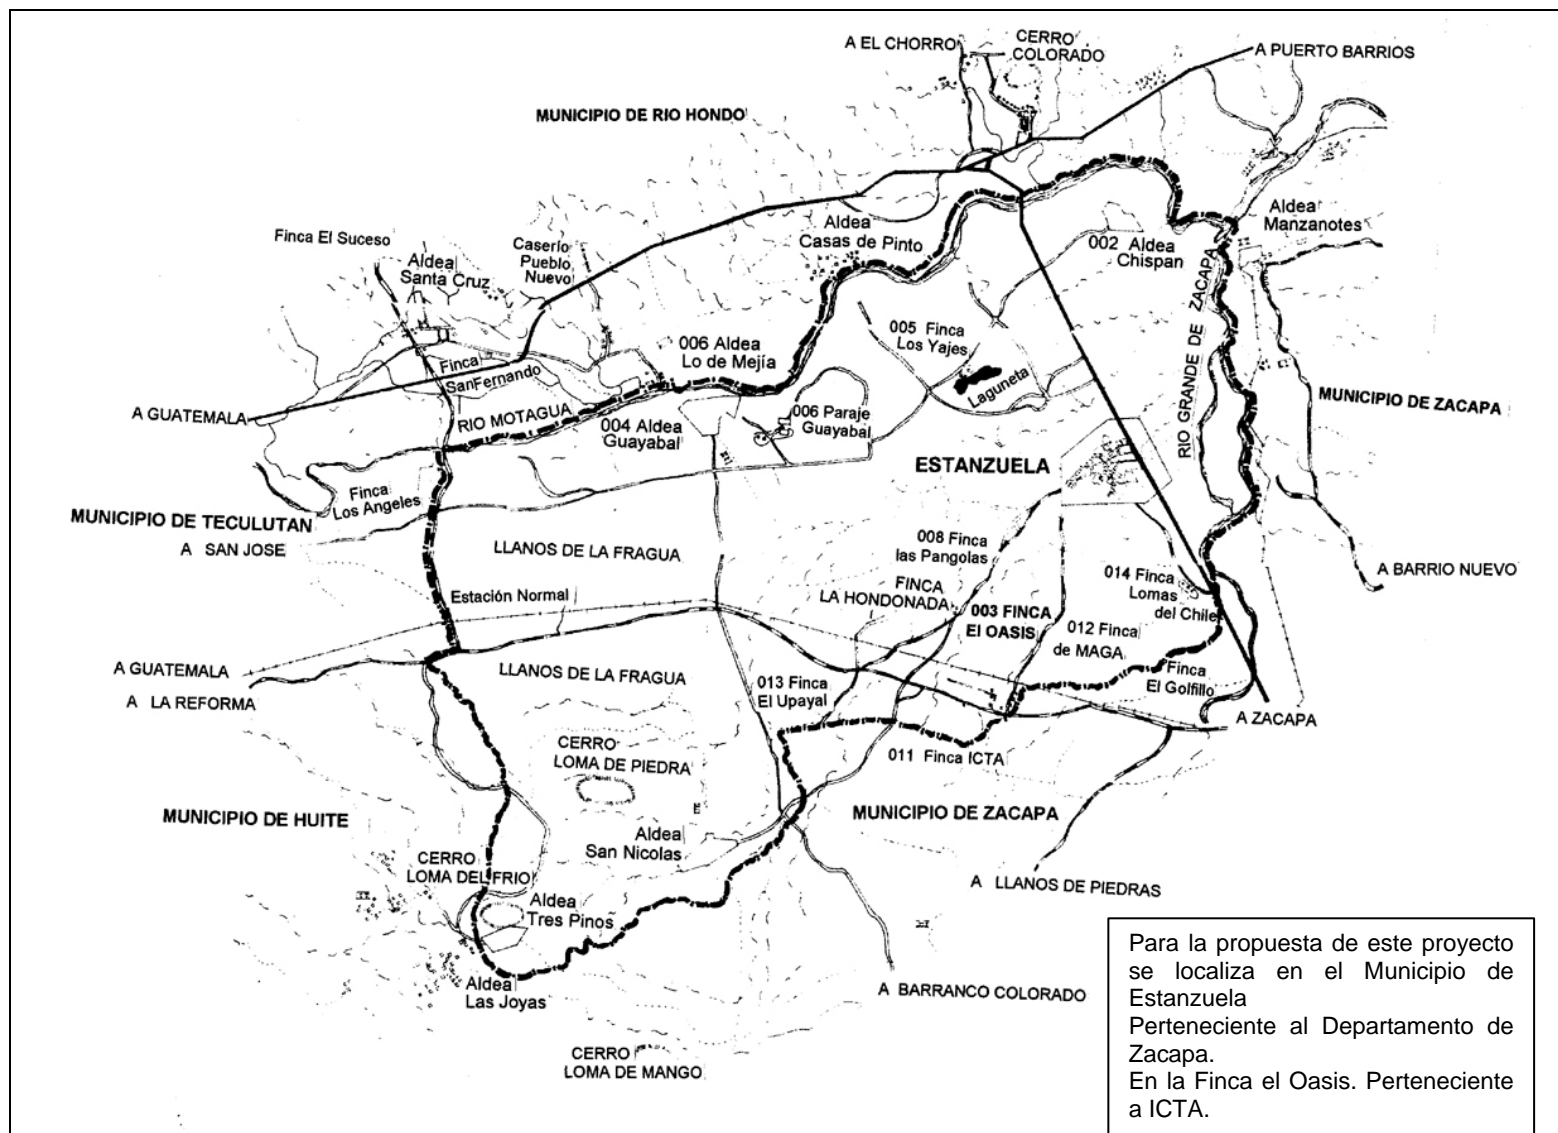 A EL CHORRO
CERRO
COLORADO
A PUERTO BARRIOS
MUNICIPIO DE RIO HONDO
Finca El Suceso
Aldea
Santa Cruz
Caserío
Pueblo
Nuevo
Aldea
Casas de Pinto
002 Aldea
Chispan
Aldea
Manzanotes
RIO GRANDE DE ZACAPA
005 Finca
Los Yajes
Laguneta
006 Aldea
Lo de Mejía
Finca
SanFernando
A GUATEMALA
RIO MOTAGUA
004 Aldea
Guayabal
006 Paraje
Guayabal
MUNICIPIO DE ZACAPA
ESTANZUELA
Finca
Los Angeles
MUNICIPIO DE TECULUTAN
A SAN JOSE
LLANOS DE LA FRAGUA
008 Finca
las Pangolas
FINCA
LA HONDONADA
003 FINCA
El OASIS
014 Finca
Lomas
del Chile
A BARRIO NUEVO
Estación Normal
012 Finca
de MAGA
Finca
El Golfillo
A GUATEMALA
A LA REFORMA
LLANOS DE LA FRAGUA
013 Finca
El Upayal
A ZACAPA
011 Finca ICTA
CERRO
LOMA DE PIEDRA
MUNICIPIO DE HUITE
MUNICIPIO DE ZACAPA
Aldea
San Nicolas
CERRO
LOMA DEL FRIO
A LLANOS DE PIEDRAS
Aldea
Tres Pinos
Aldea
Las Joyas
A BARRANCO COLORADO
CERRO
LOMA DE MANGO
Para la propuesta de este proyecto
se localiza en el Municipio de
Estanzuela
Perteneciente al Departamento de
Zacapa.
En la Finca el Oasis. Perteneciente
a ICTA.